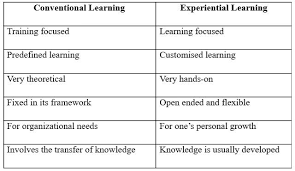 Conventional Learning Experiential Learning
Training focused Learning focused
Predefined learning Customised learning
Very theoretical Very hands-on
Fixed in its framework Open ended and flexible
For organizational needs For one's personal growth
Involves the transfer of knowledge Knowledge is usually developed